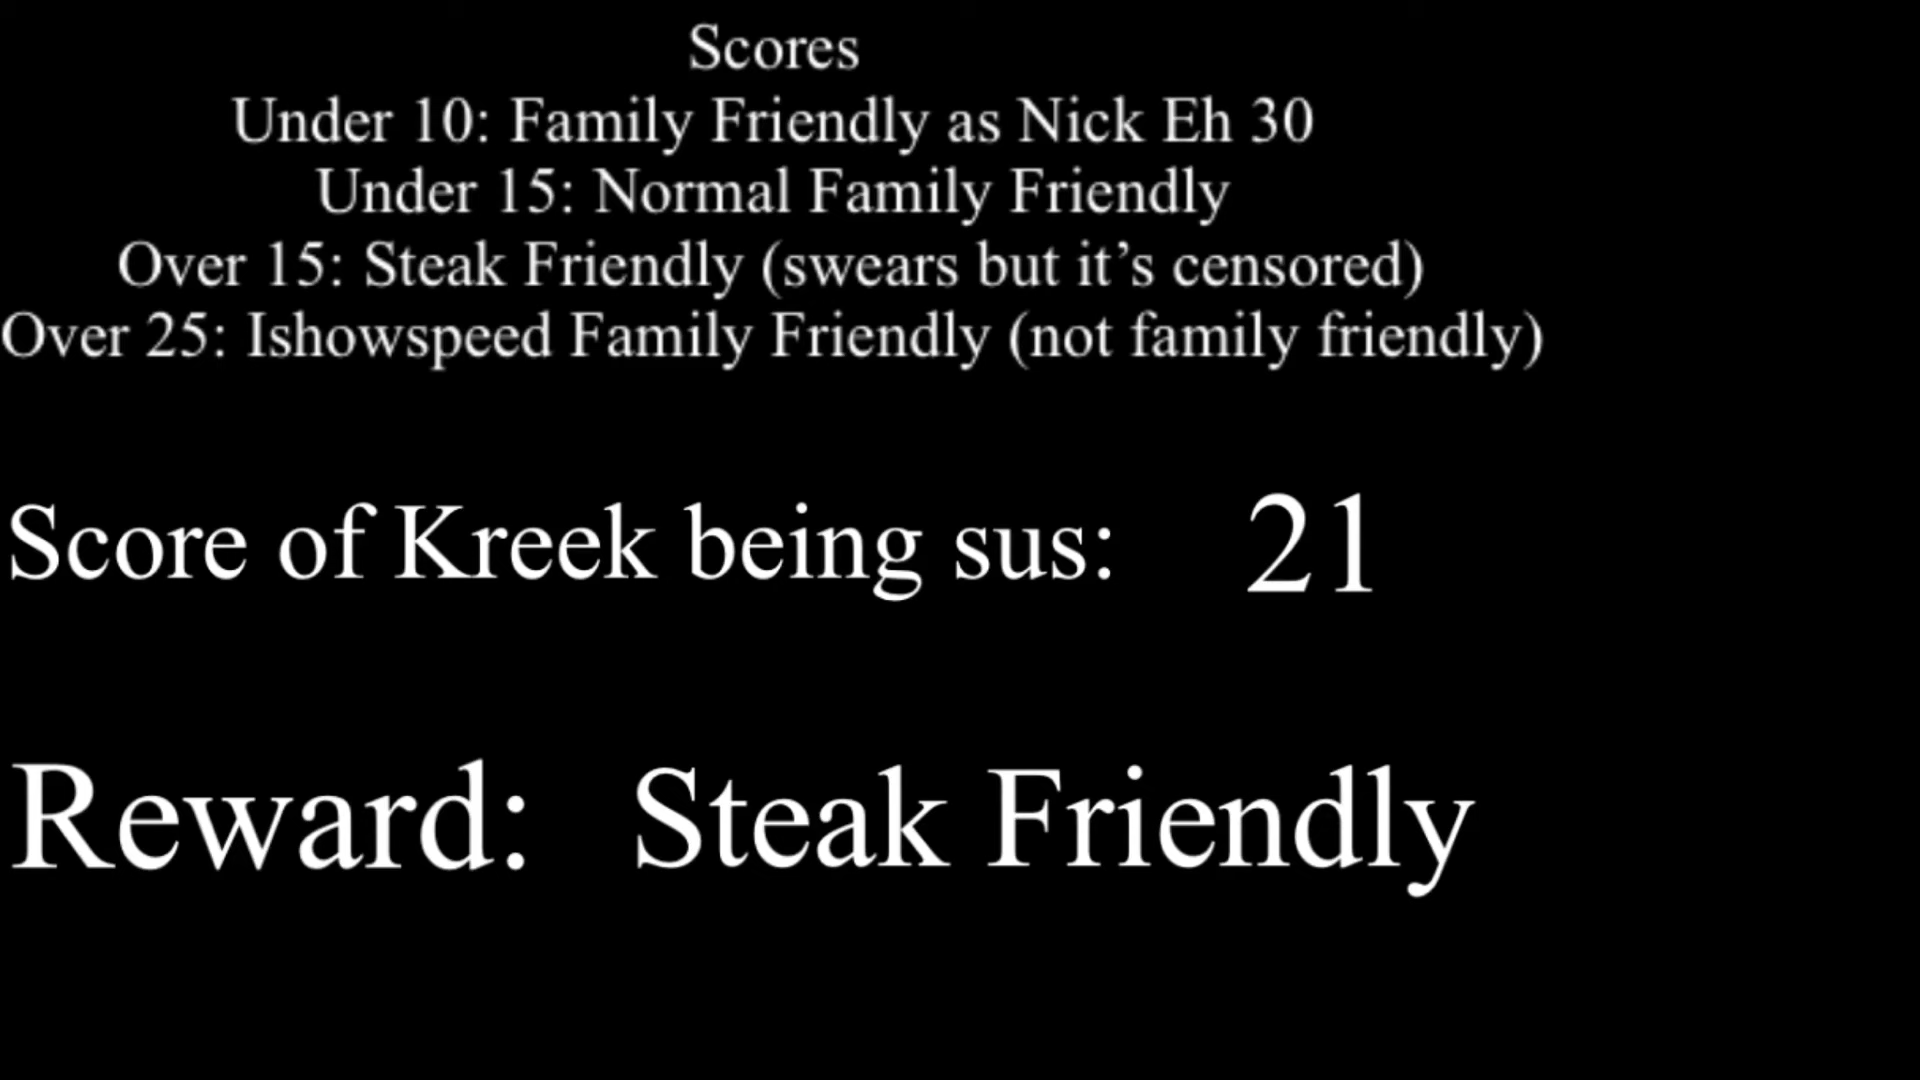 Scores
Under 10: Family Friendly as Nick Eh 30
Under 15: Normal Family Friendly
Over 15: Steak Friendly (swears but it’s censored)
Over 25: Ishowspeed Family Friendly (not family friendly)
Score of Kreek being sus: 21
Reward: Steak Friendly